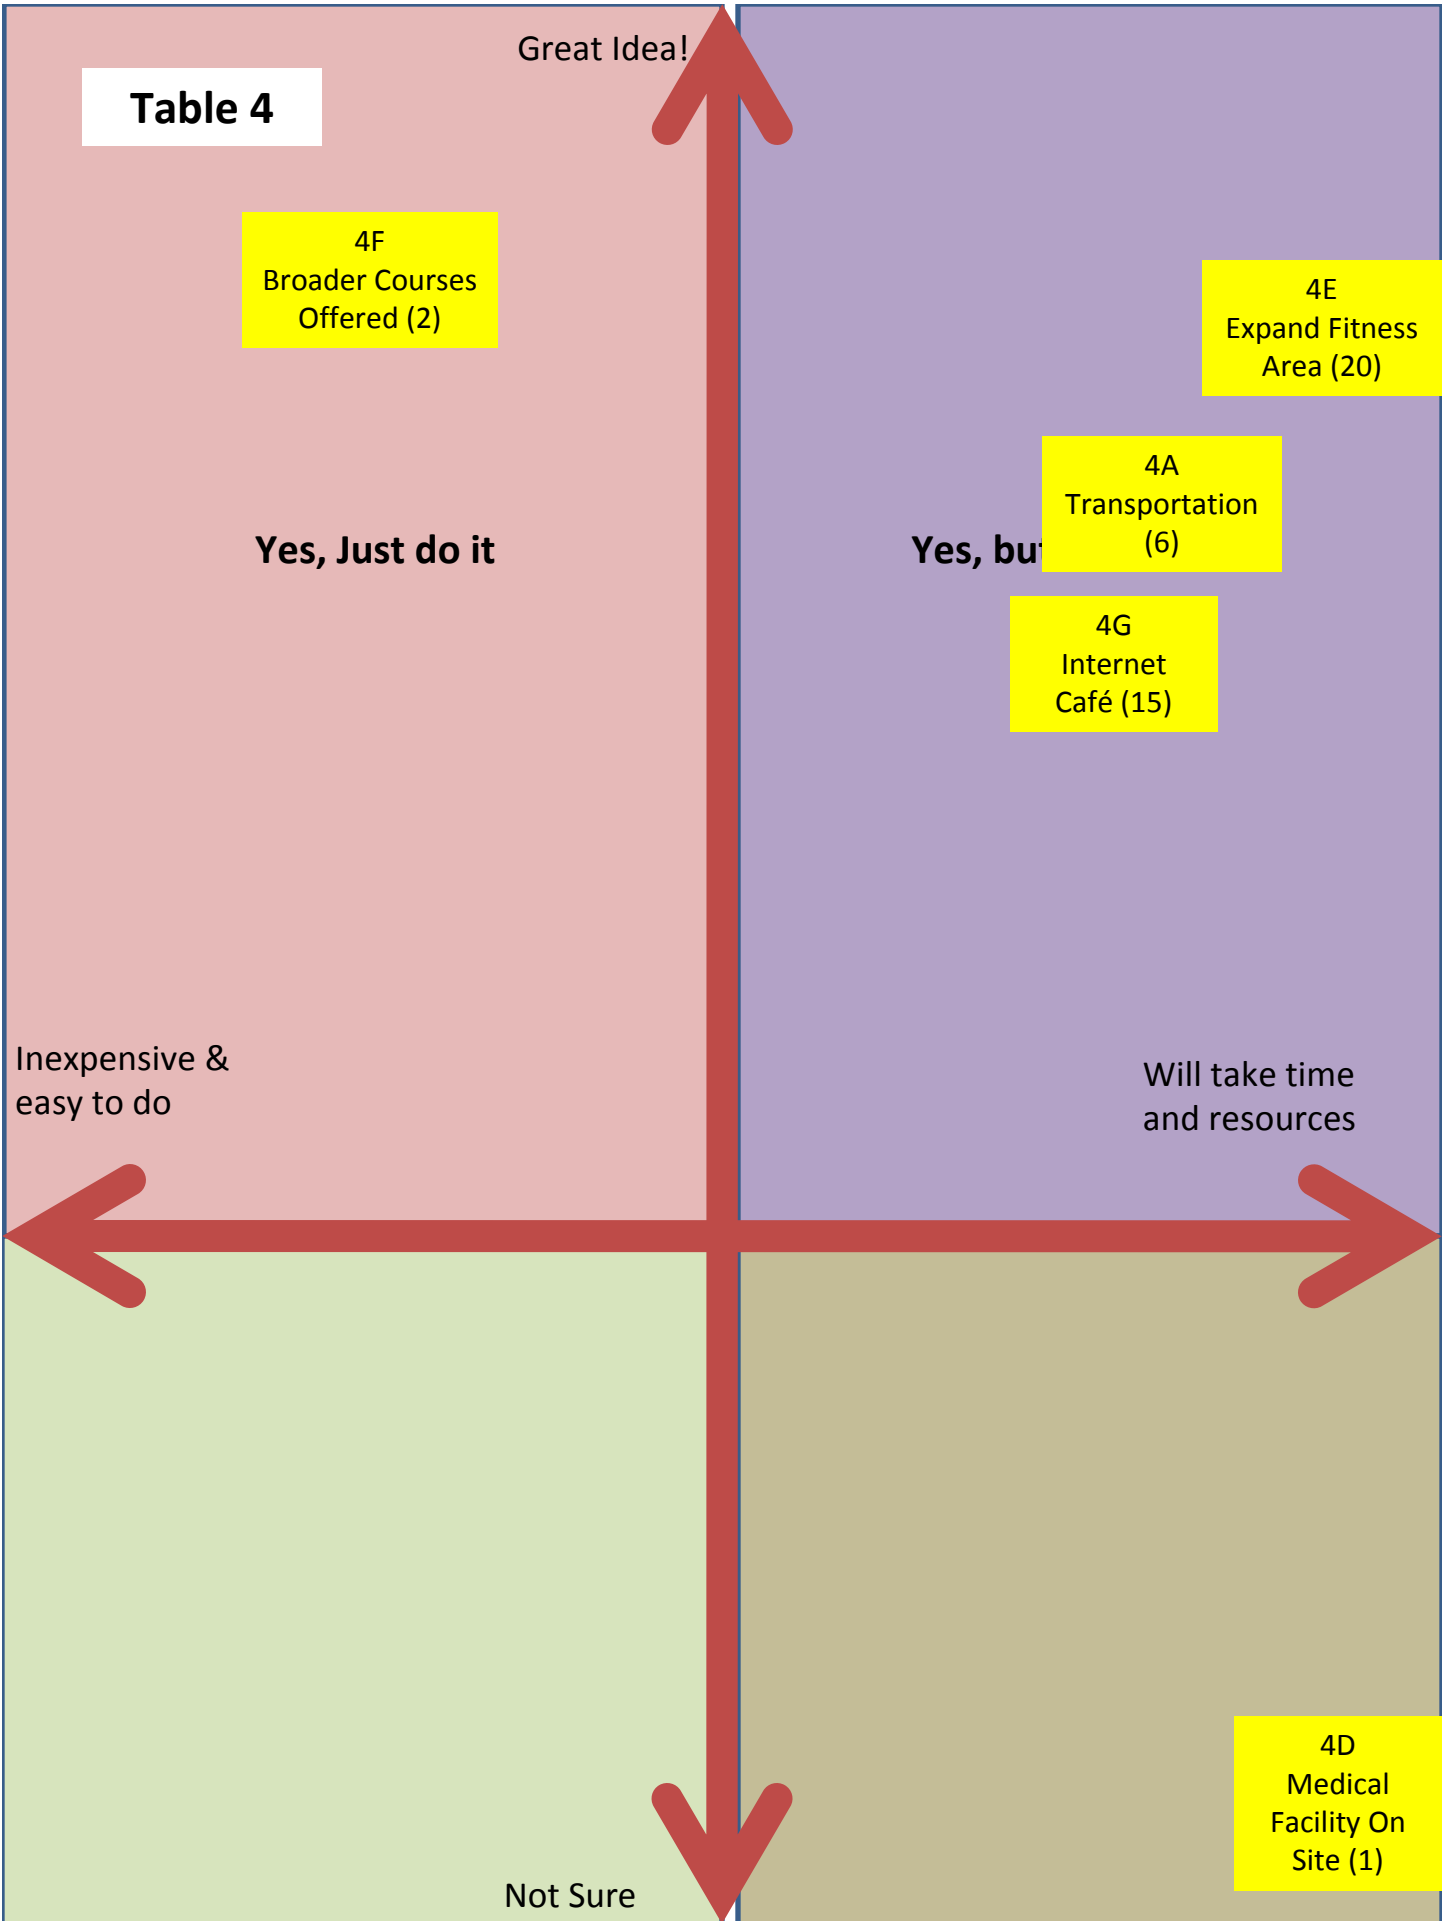 Great Idea!
Table 4
4F
Broader Courses
Offered (2)
4E
Expand Fitness
Area (20)
4A
Transportation
(6)
Yes, Just do it
Yes,
4G
Internet
Café (15)
Inexpensive &
easy to do
Will take time
and resources
4D
Medical
Facility On
Site (1)
Not Sure